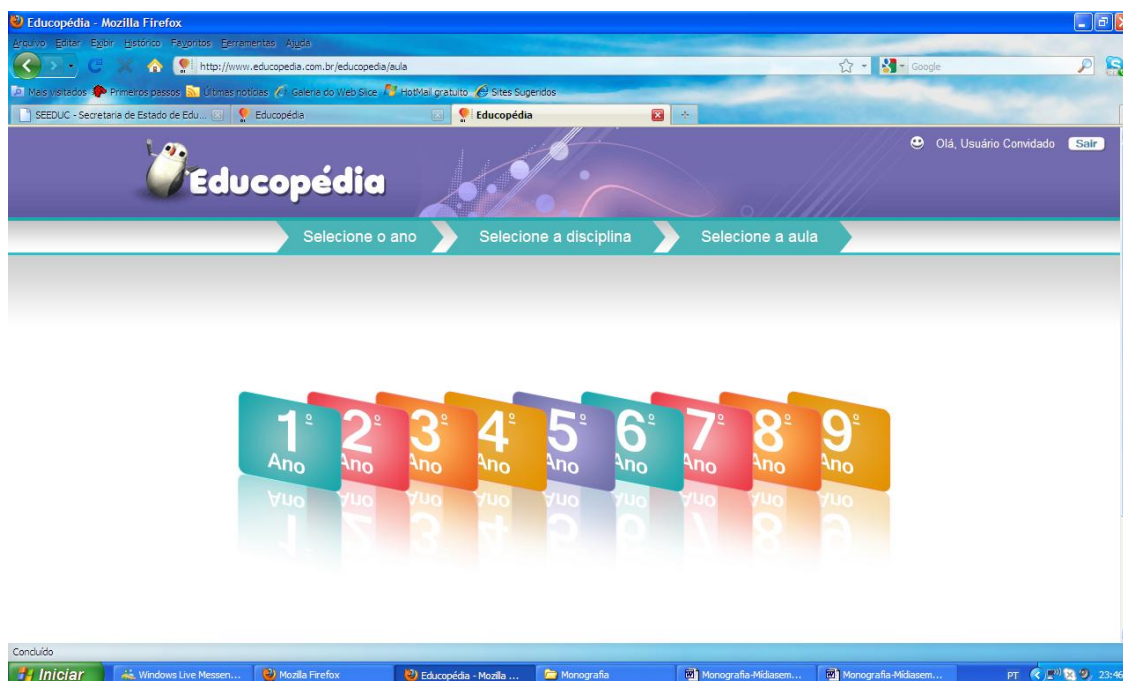 Educopédia - Mozilla Firefox
Arquivo Editar Exibir Histórico Favoritos Ferramentas Ajuda
http://www.educopedia.com.br/educopedia/aula
Google
Mais visitados Primeiros passos Últimas notícias Galeria do Web Slice HotMail gratuito Sites Sugeridos
SEEDUC - Secretaria de Estado de Edu... Educopédia Educopédia
Olá, Usuário Convidado Sair
Educopédia
Selecione o ano Selecione a disciplina Selecione a aula
1º Ano
2º Ano
3º Ano
4º Ano
5º Ano
6º Ano
7º Ano
8º Ano
9º Ano
Concluído
Iniciar Windows Live Messen... Mozilla Firefox Educopédia - Mozilla ... Monografia Monografia-Mídiasem... Monografia-Mídiasem... PT 23:46